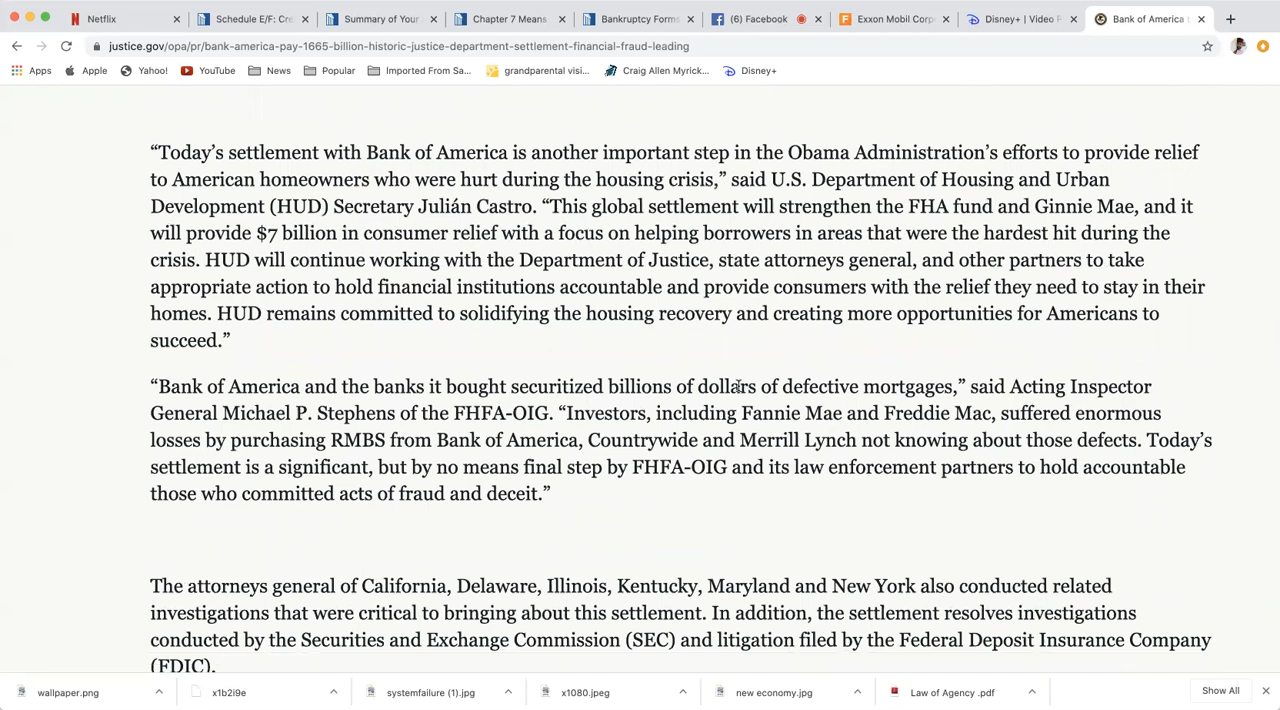 Netflix
Schedule E/F: Cre
Summary of Your
Chapter 7 Means
Bankruptcy Forms
(6) Facebook
Exxon Mobil Corp
Disney+ | Video P
Bank of America
justice.gov/opa/pr/bank-america-pay-1665-billion-historic-justice-department-settlement-financial-fraud-leading
Apps
Apple
Yahoo!
YouTube
News
Popular
Imported From Sa...
grandparental visi...
Craig Allen Myrick...
Disney+
“Today’s settlement with Bank of America is another important step in the Obama Administration’s efforts to provide relief
to American homeowners who were hurt during the housing crisis,” said U.S. Department of Housing and Urban
Development (HUD) Secretary Julián Castro. “This global settlement will strengthen the FHA fund and Ginnie Mae, and it
will provide $7 billion in consumer relief with a focus on helping borrowers in areas that were the hardest hit during the
crisis. HUD will continue working with the Department of Justice, state attorneys general, and other partners to take
appropriate action to hold financial institutions accountable and provide consumers with the relief they need to stay in their
homes. HUD remains committed to solidifying the housing recovery and creating more opportunities for Americans to
succeed.”
“Bank of America and the banks it bought securitized billions of dollars of defective mortgages,” said Acting Inspector
General Michael P. Stephens of the FHFA-OIG. “Investors, including Fannie Mae and Freddie Mac, suffered enormous
losses by purchasing RMBS from Bank of America, Countrywide and Merrill Lynch not knowing about those defects. Today’s
settlement is a significant, but by no means final step by FHFA-OIG and its law enforcement partners to hold accountable
those who committed acts of fraud and deceit.”
The attorneys general of California, Delaware, Illinois, Kentucky, Maryland and New York also conducted related
investigations that were critical to bringing about this settlement. In addition, the settlement resolves investigations
conducted by the Securities and Exchange Commission (SEC) and litigation filed by the Federal Deposit Insurance Company
(FDIC).
wallpaper.png
x1b2i9e
systemfailure (1).jpg
x1080.jpeg
new economy.jpg
Law of Agency .pdf
Show All